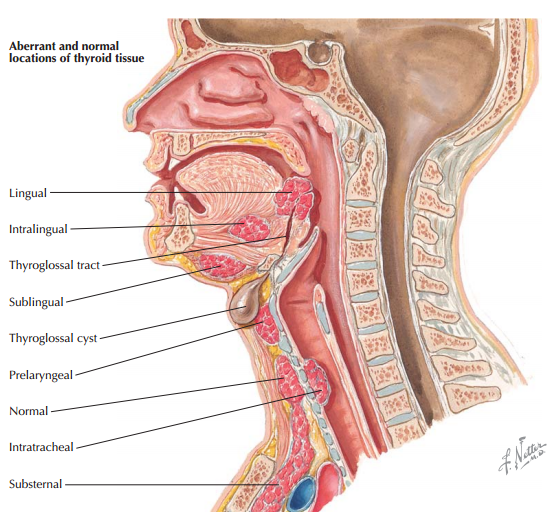 Aberrant and normal
locations of thyroid tissue
Lingual
Intralingual
Thyroglossal tract
Sublingual
Thyroglossal cyst
Prelaryngeal
Normal
Intratracheal
Substernal
F. Netter
M.D.